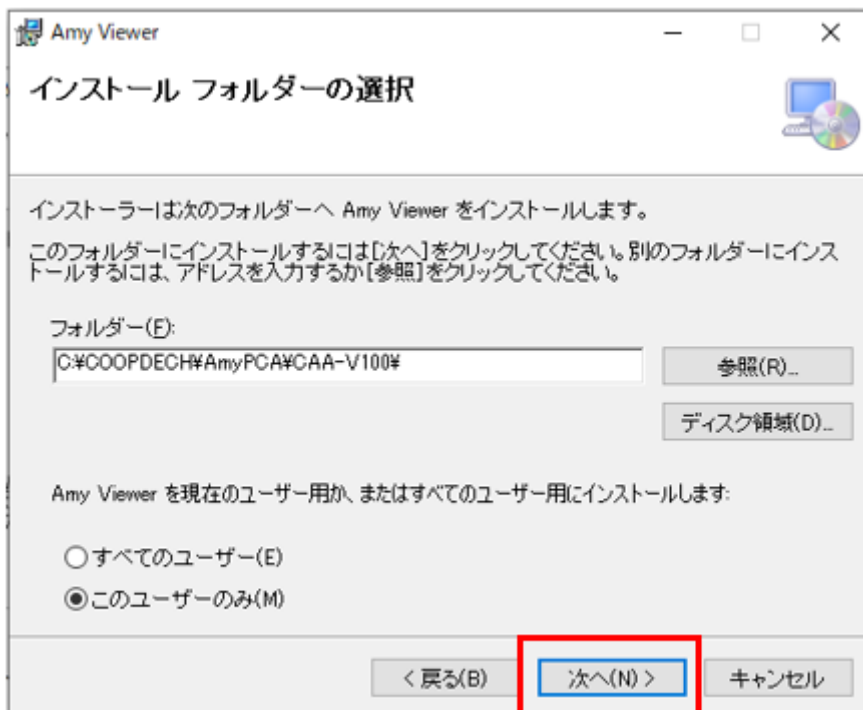 Amy Viewer
インストール フォルダーの選択
インストーラーは次のフォルダーへ Amy Viewer をインストールします。
このフォルダーにインストールするには[次へ]をクリックしてください。別のフォルダーにインス
トールするには、アドレスを入力するか[参照]をクリックしてください。
フォルダー(F):
C:¥COOPDECH¥AmyPCA¥CAA-V100¥
参照(R)...
ディスク領域(D)...
Amy Viewer を現在のユーザー用か、またはすべてのユーザー用にインストールします:
すべてのユーザー(E)
このユーザーのみ(M)
< 戻る(B)
次へ(N) >
キャンセル